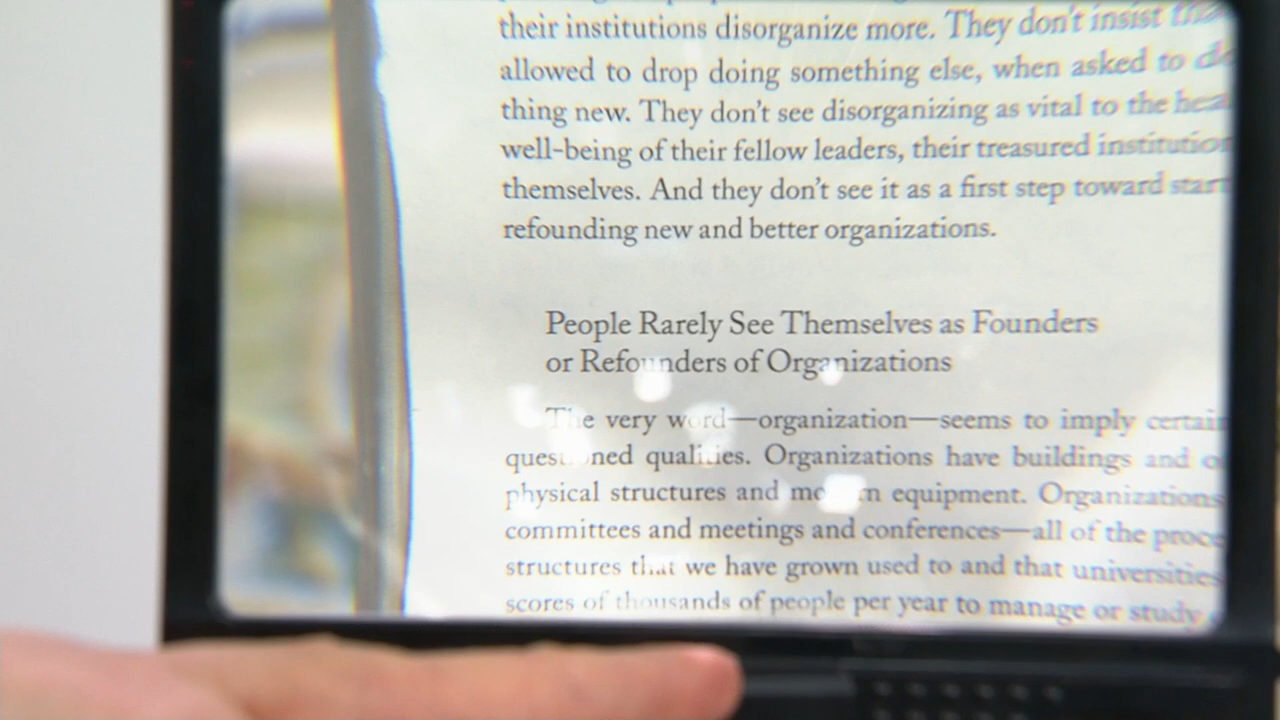 their institutions disorganize more. They don't insist
allowed to drop doing something else, when asked to
thing new. They don't see disorganizing as vital to the
well-being of their fellow leaders, their treasured
themselves. And they don't see it as a first step toward
refounding new and better organizations.
People Rarely See Themselves as Founders
or Refounders of Organizations
The very word—organization—seems to imply
qualities. Organizations have buildings and
physical structures and equipment. Organizations
committees and meetings and conferences—all of the
structures that we have grown used to and that universities
scores of thousands of people per year to manage or study